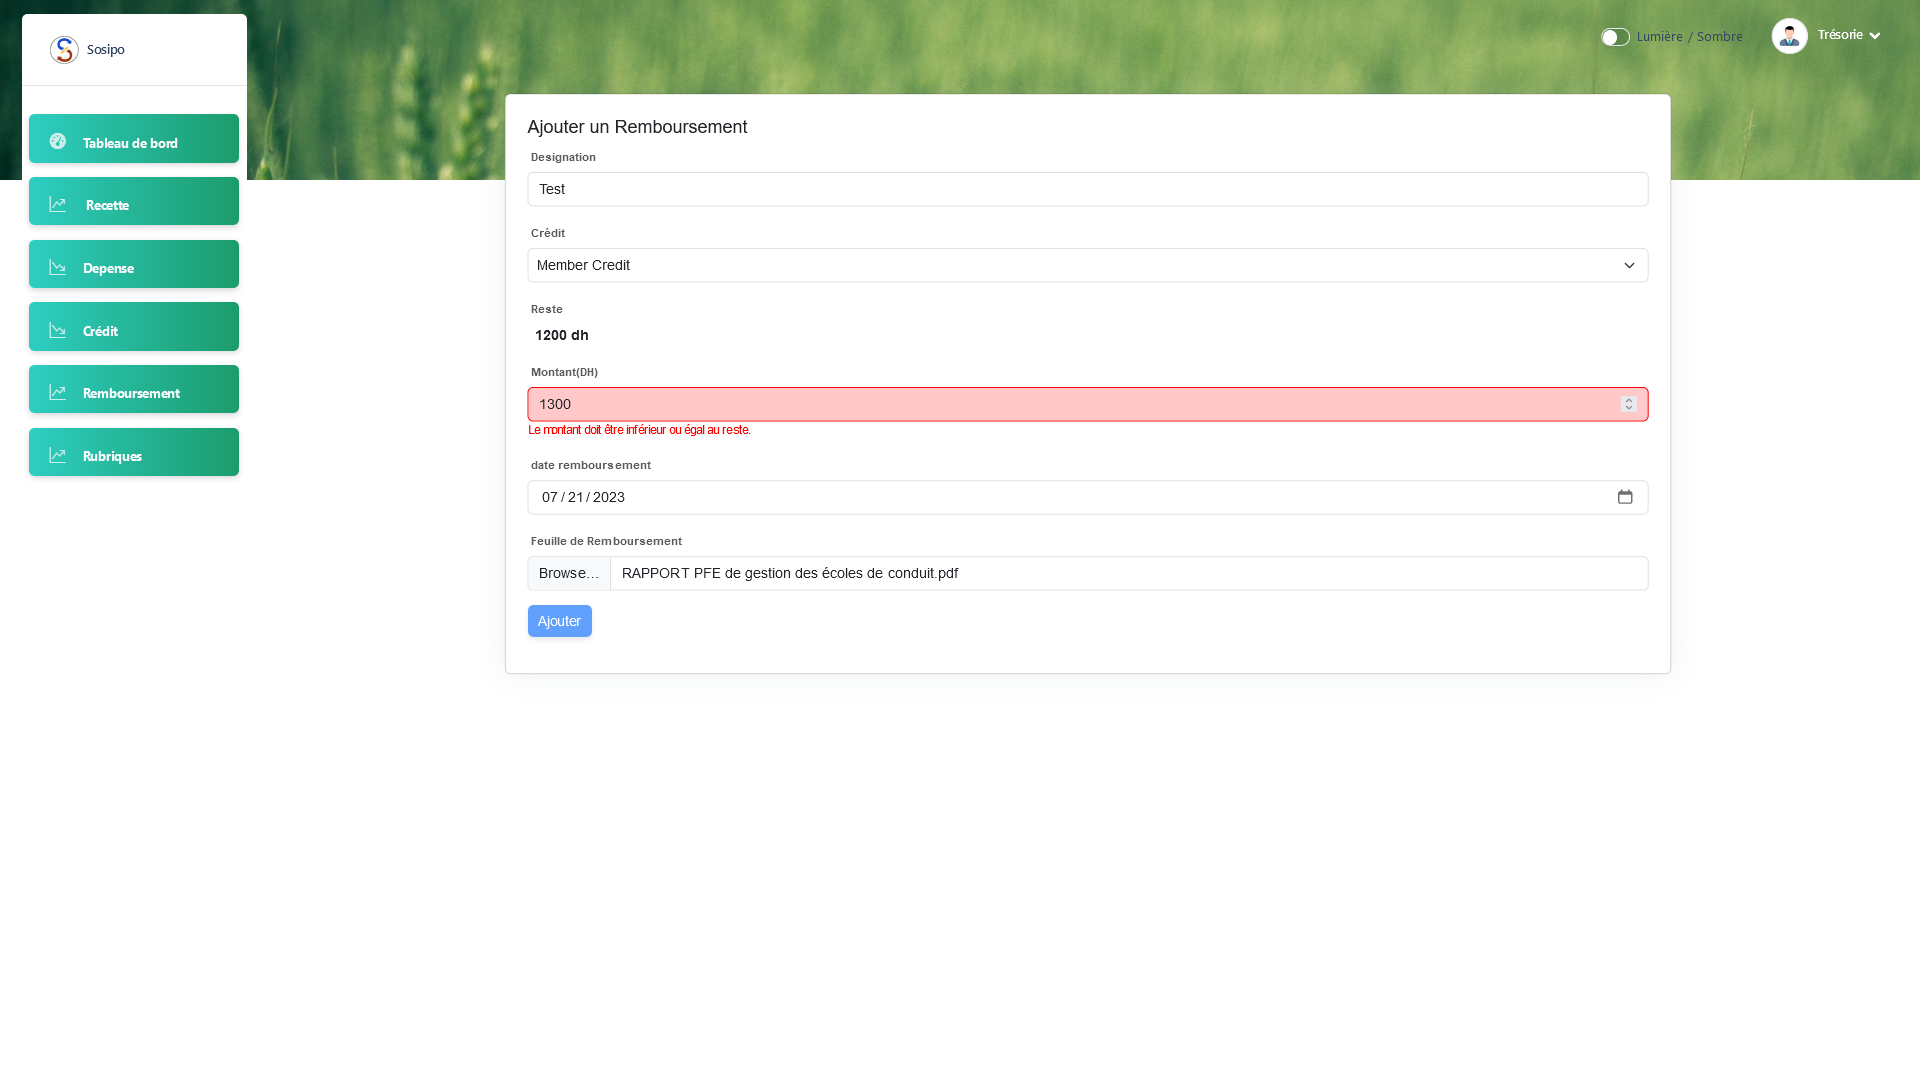 Sosipo
Lumière / Sombre
Trésorie
Tableau de bord
Recette
Depense
Crédit
Remboursement
Rubriques
Ajouter un Remboursement
Designation
Test
Crédit
Member Credit
Reste
1200 dh
Montant(DH)
1300
Le montant doit être inférieur ou égal au reste.
date remboursement
07 / 21 / 2023
Feuille de Remboursement
Browse... RAPPORT PFE de gestion des écoles de conduit.pdf
Ajouter